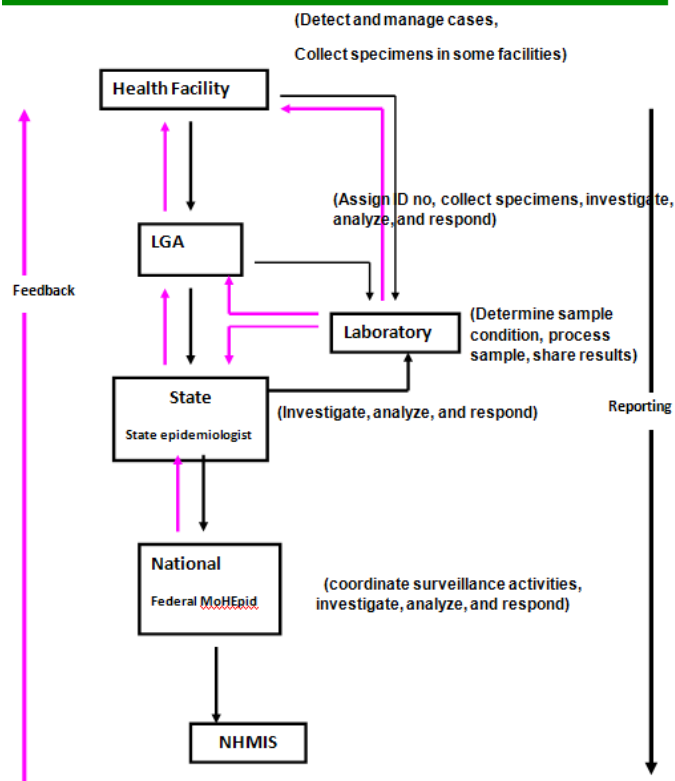 (Detect and manage cases,
Collect specimens in some facilities)
Health Facility
(Assign ID no, collect specimens, investigate,
analyze, and respond)
LGA
Feedback
Laboratory
(Determine sample
condition, process
sample, share results)
State
State epidemiologist
(Investigate, analyze, and respond)
Reporting
National
Federal MoHEpid
(coordinate surveillance activities,
investigate, analyze, and respond)
NHMIS